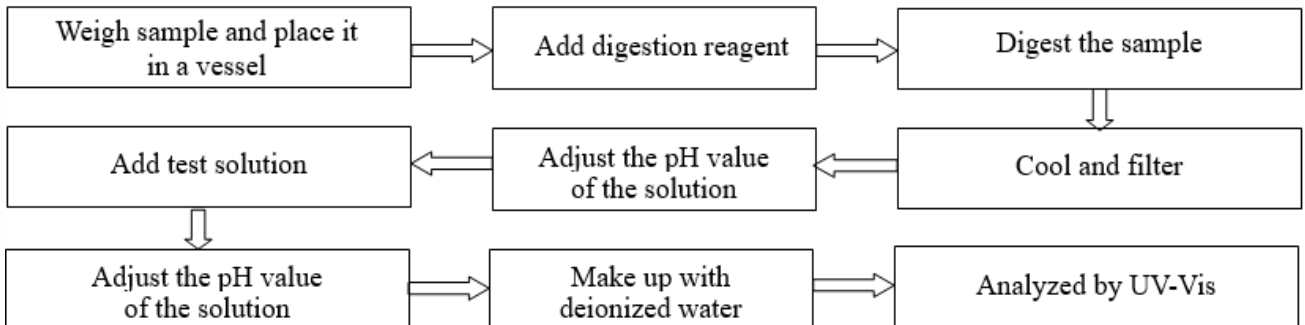 Weigh sample and place it
in a vessel
Add digestion reagent
Digest the sample
Cool and filter
Adjust the pH value
of the solution
Add test solution
Adjust the pH value
of the solution
Make up with
deionized water
Analyzed by UV-Vis